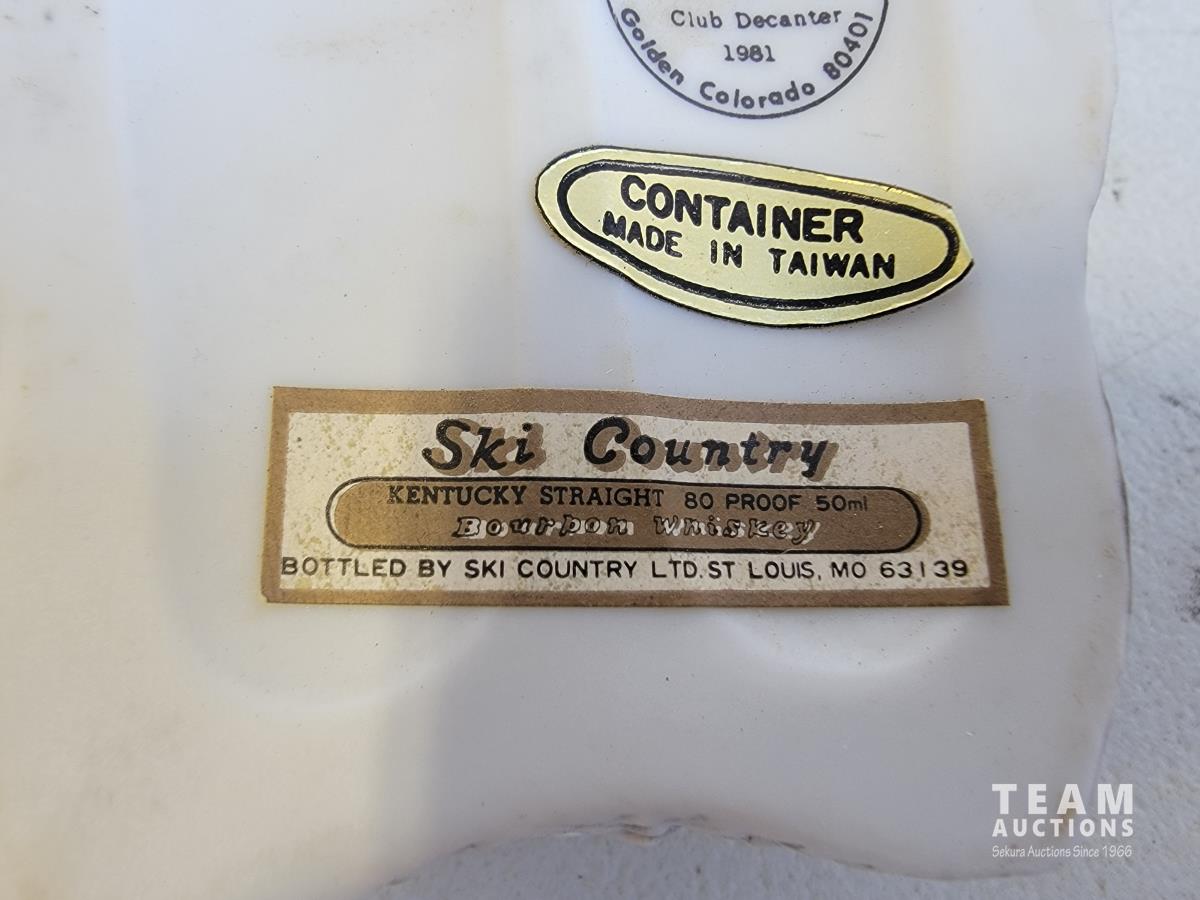 Club Decanter
1981
Golden Colorado 80401
CONTAINER
MADE IN TAIWAN
Ski Country
KENTUCKY STRAIGHT 80 PROOF 50ml
Bourbon Whiskey
BOTTLED BY SKI COUNTRY LTD. ST LOUIS, MO 63139
TEAM
AUCTIONS
Sekura Auctions Since 1966